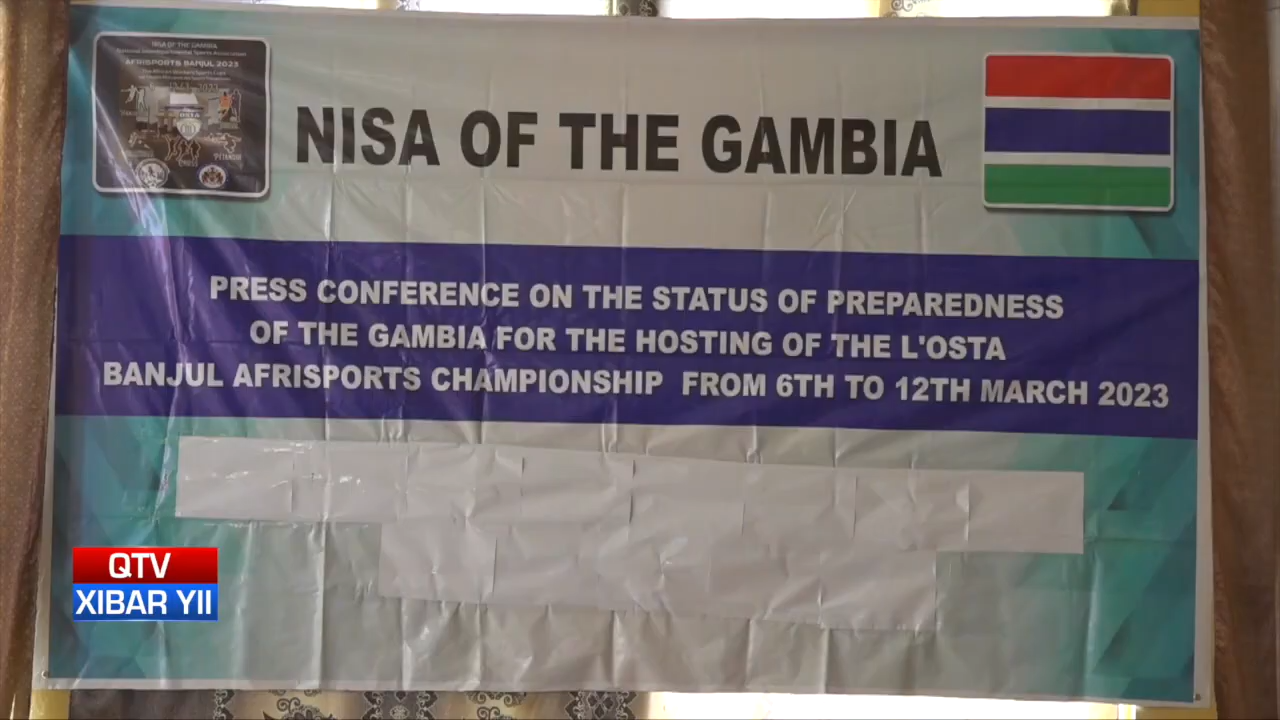 NISA OF THE GAMBIA
AFRISPORTS BANJUL 2023
NISA OF THE GAMBIA
PRESS CONFERENCE ON THE STATUS OF PREPAREDNESS
OF THE GAMBIA FOR THE HOSTING OF THE L'OSTA
BANJUL AFRISPORTS CHAMPIONSHIP FROM 6TH TO 12TH MARCH 2023
QTV
XIBAR YII